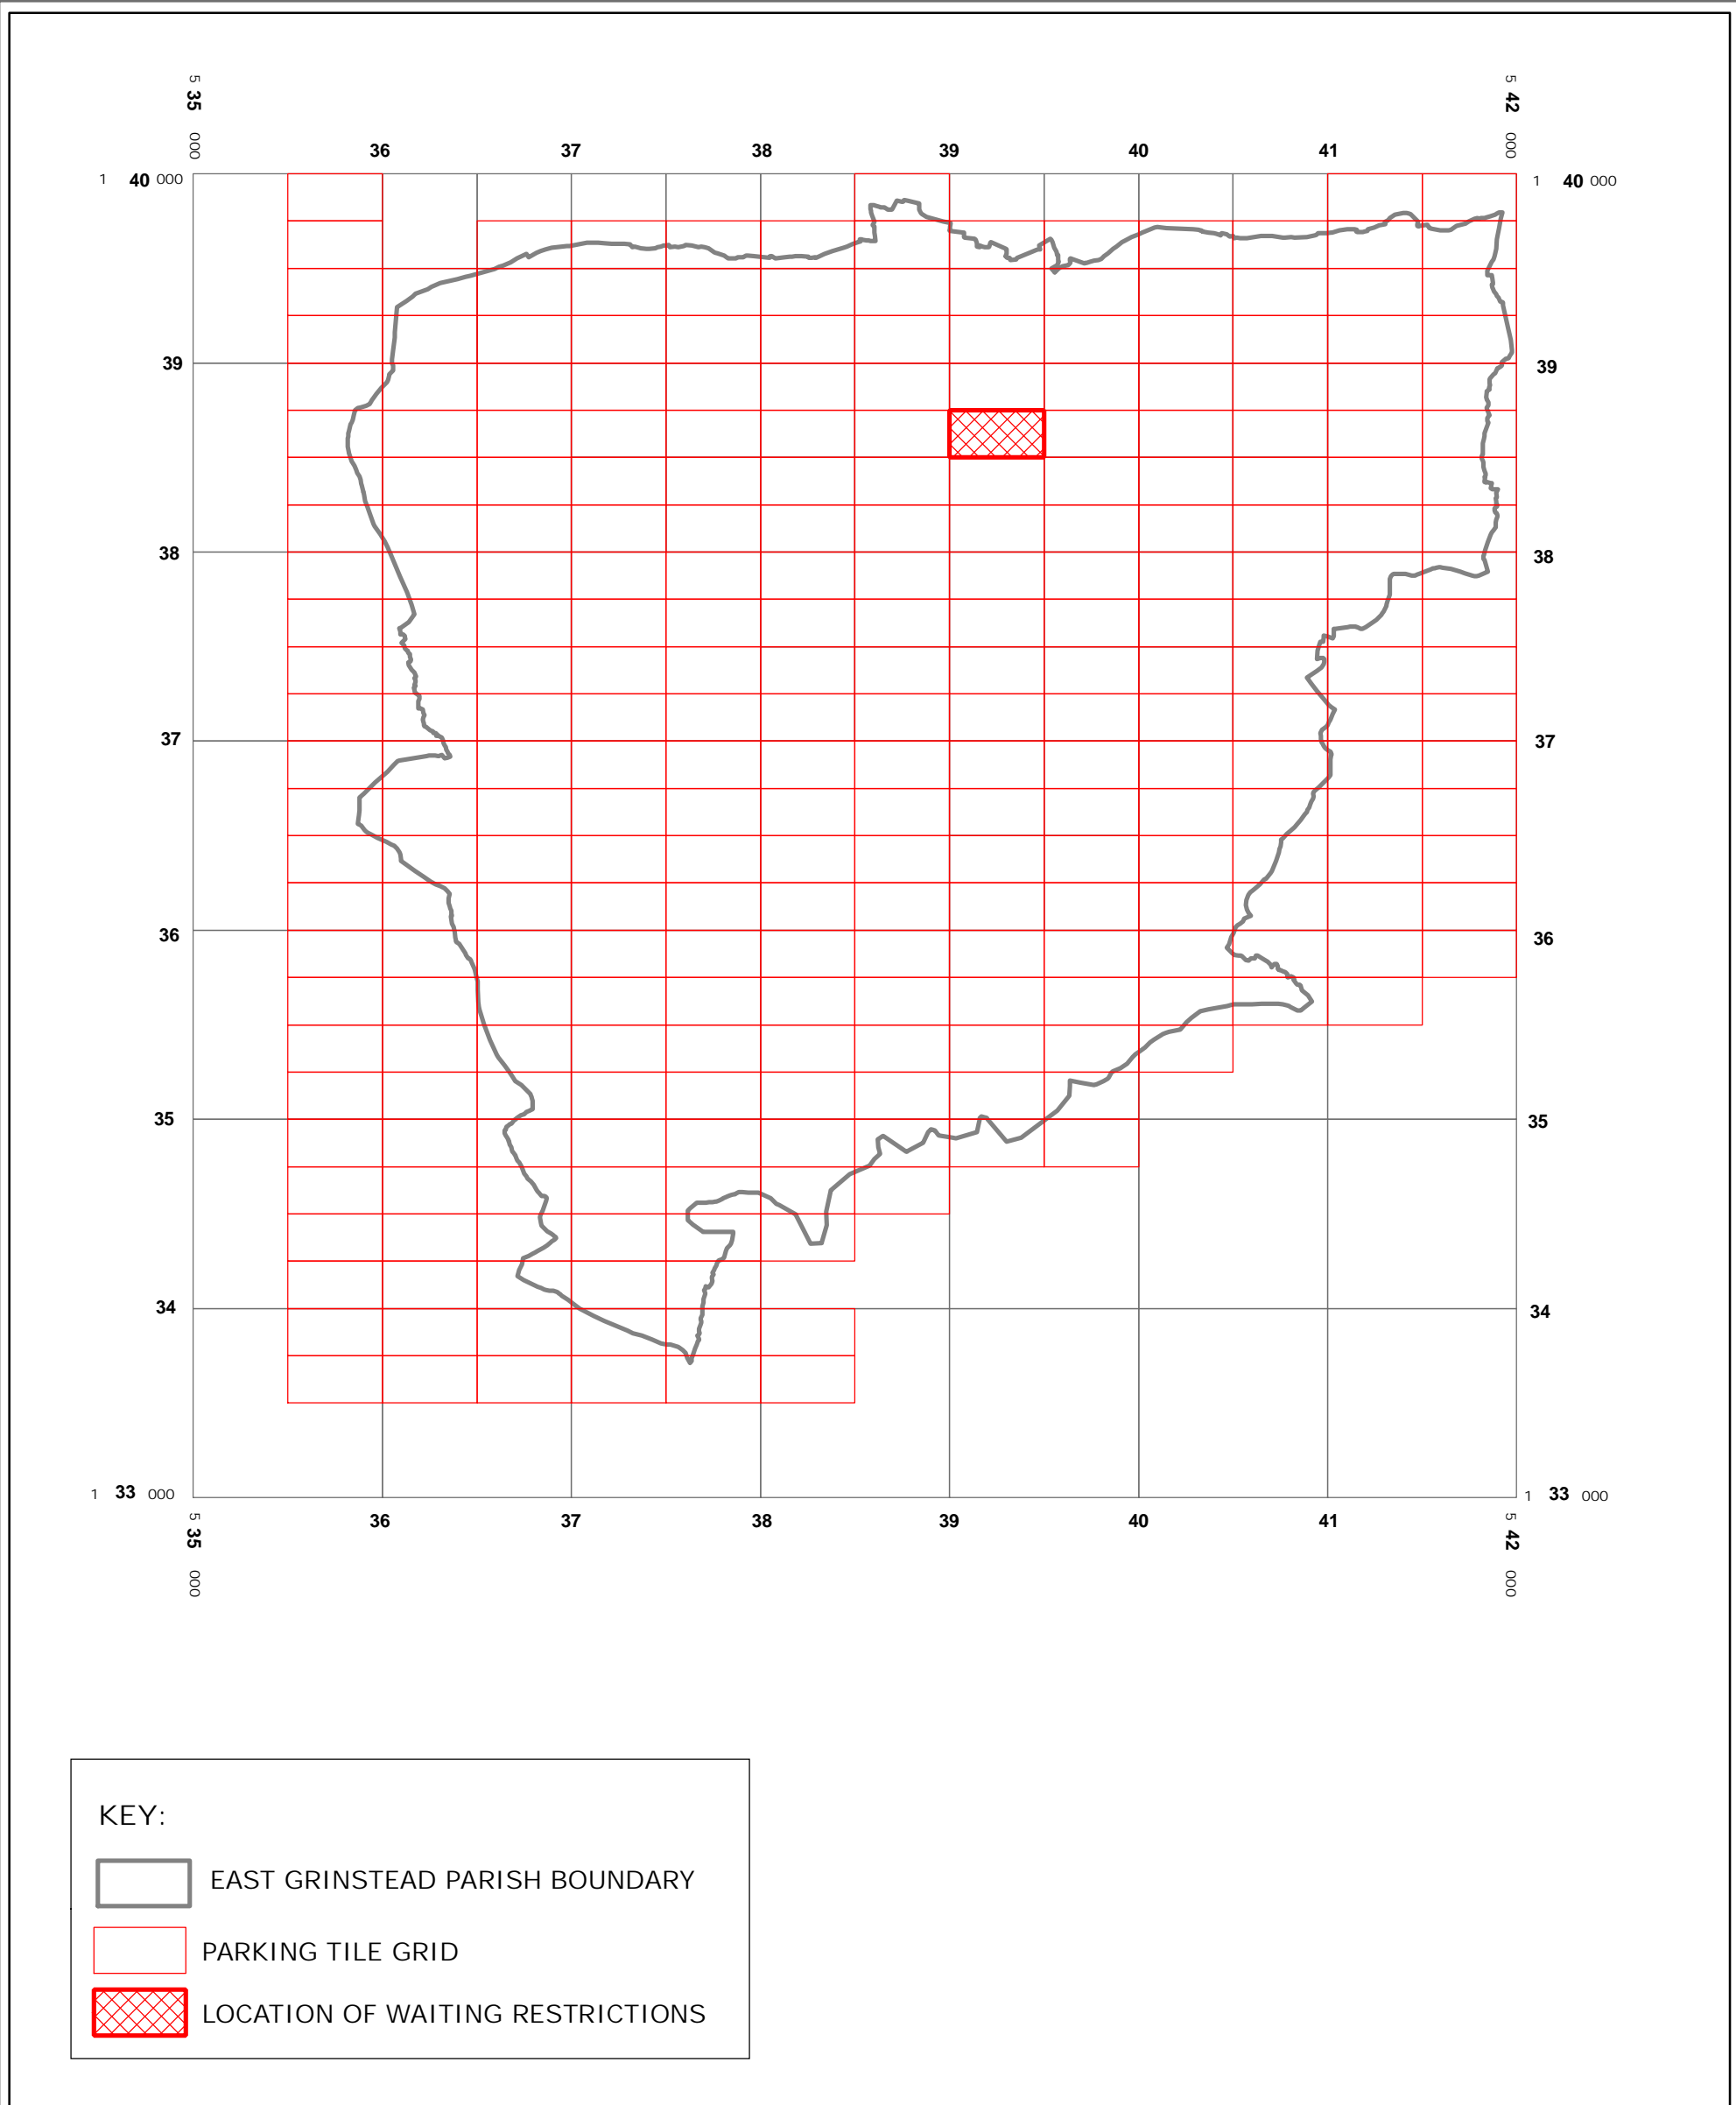 5 35 000
5 42 000
36 37 38 39 40 41
1 40 000
1 40 000
39 39
38 38
37 37
36 36
35 35
34 34
1 33 000
1 33 000
36 37 38 39 40 41
5 35 000
5 42 000
KEY:
EAST GRINSTEAD PARISH BOUNDARY
PARKING TILE GRID
LOCATION OF WAITING RESTRICTIONS